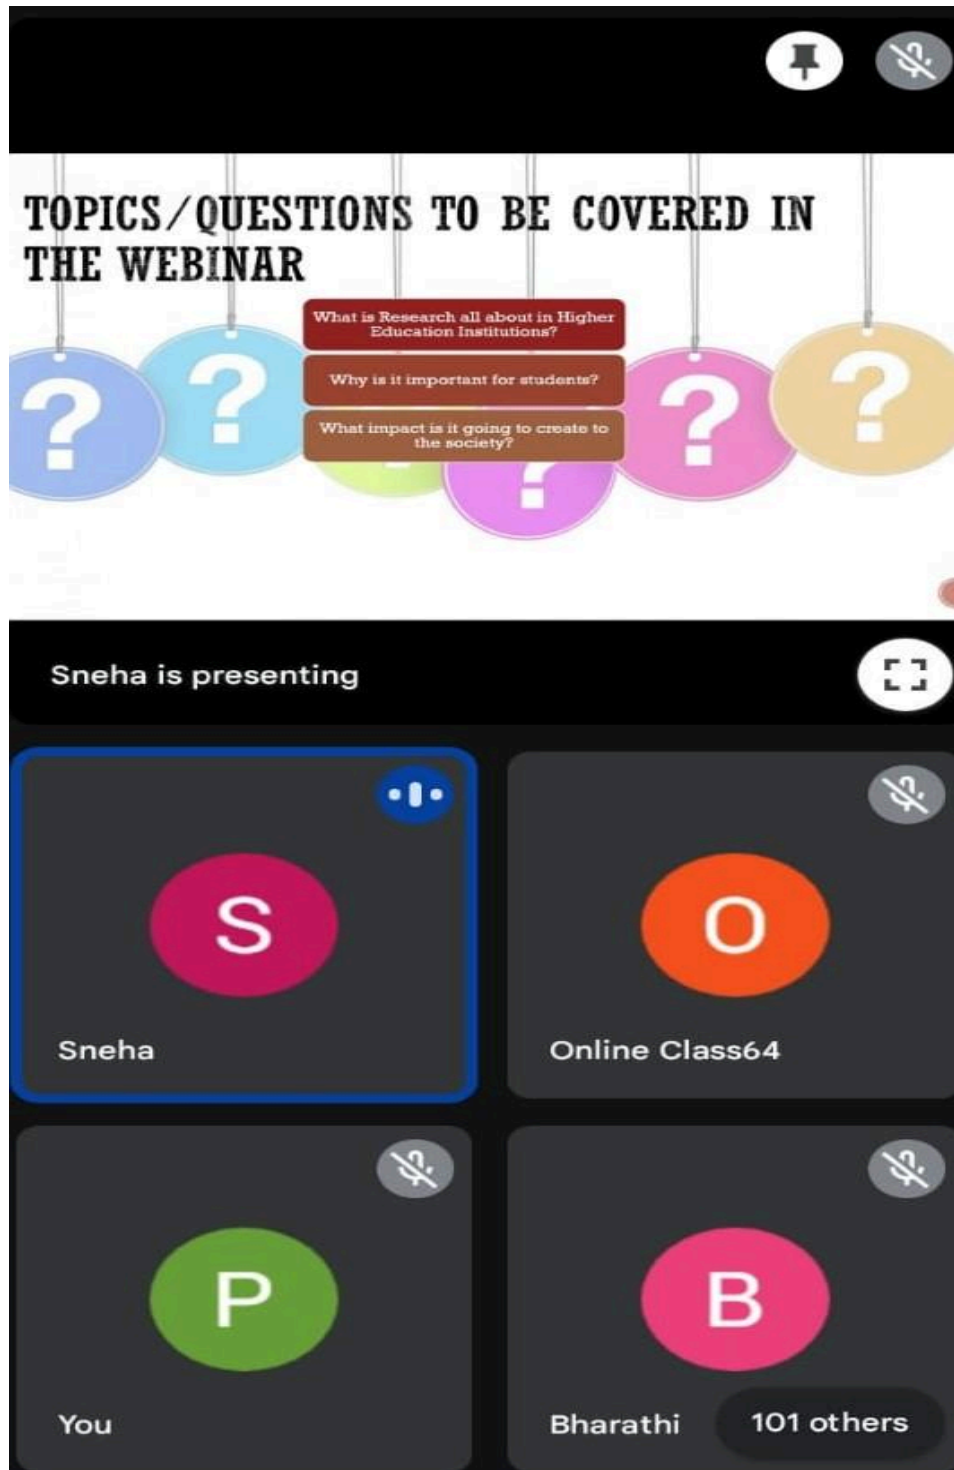 TOPICS/QUESTIONS TO BE COVERED IN
THE WEBINAR
What is Research all about in Higher
Education Institutions?
Why is it important for students?
What impact is it going to create to
the society?
? ? ? ? ? ?
Sneha is presenting
S
Sneha
O
Online Class64
P
You
B
Bharathi
101 others